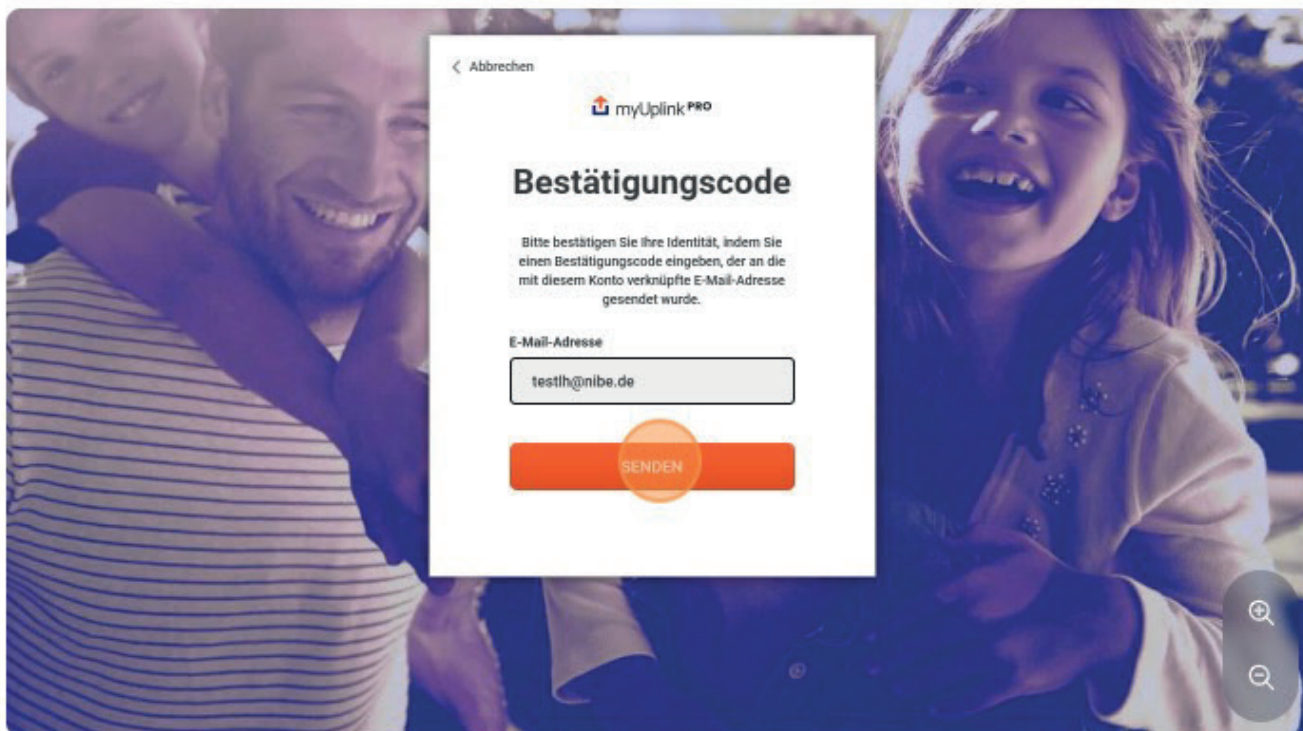 Abbrechen
myUplink PRO
Bestätigungscode
Bitte bestätigen Sie Ihre Identität, indem Sie
einen Bestätigungscode eingeben, der an die
mit diesem Konto verknüpfte E-Mail-Adresse
gesendet wurde.
E-Mail-Adresse
testlh@nibe.de
SENDEN